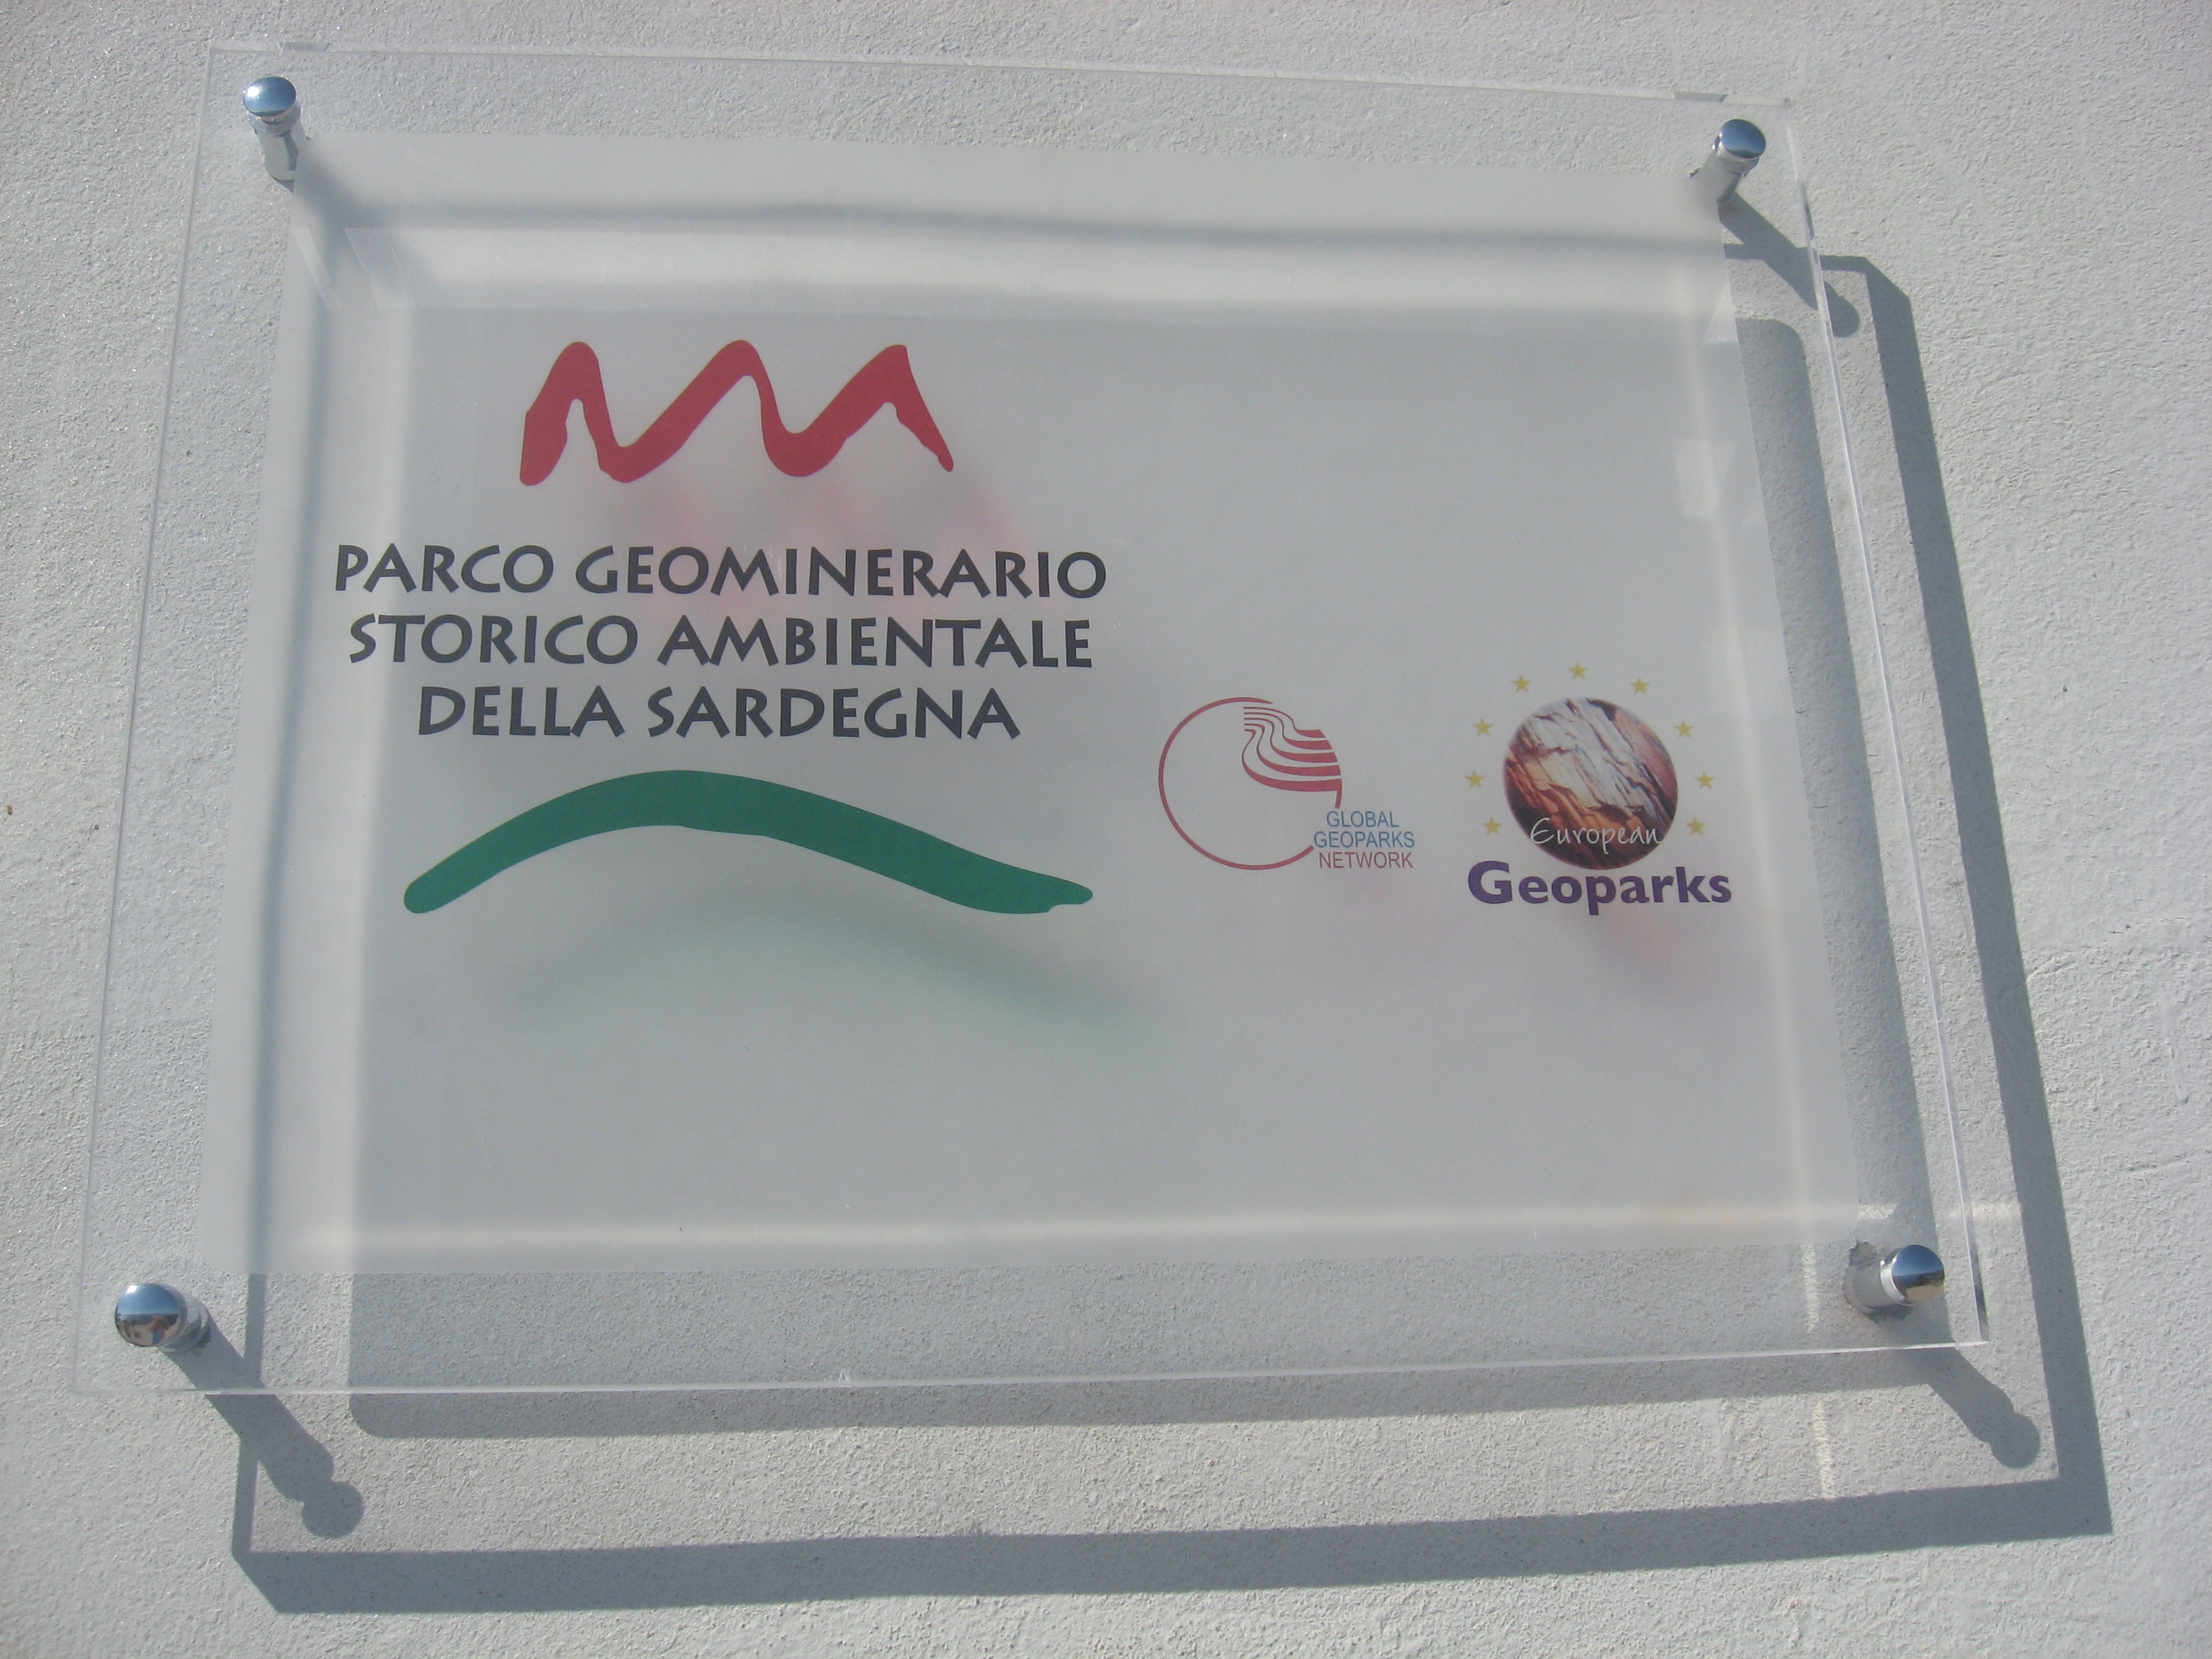 PARCO GEOMINERARIO
STORICO AMBIENTALE
DELLA SARDEGNA
GLOBAL
GEOPARKS
NETWORK
European
Geoparks